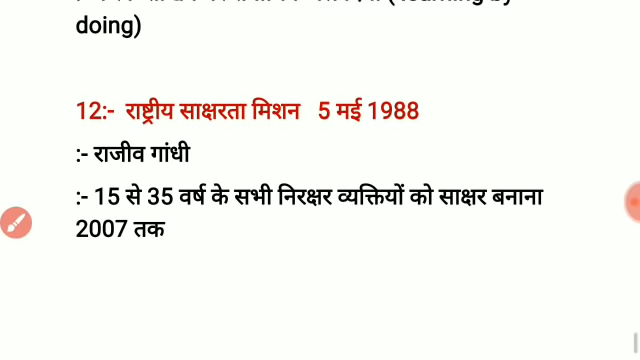 doing)
12:- राष्ट्रीय साक्षरता मिशन 5 मई 1988
:- राजीव गांधी
:- 15 से 35 वर्ष के सभी निरक्षर व्यक्तियों को साक्षर बनाना
2007 तक